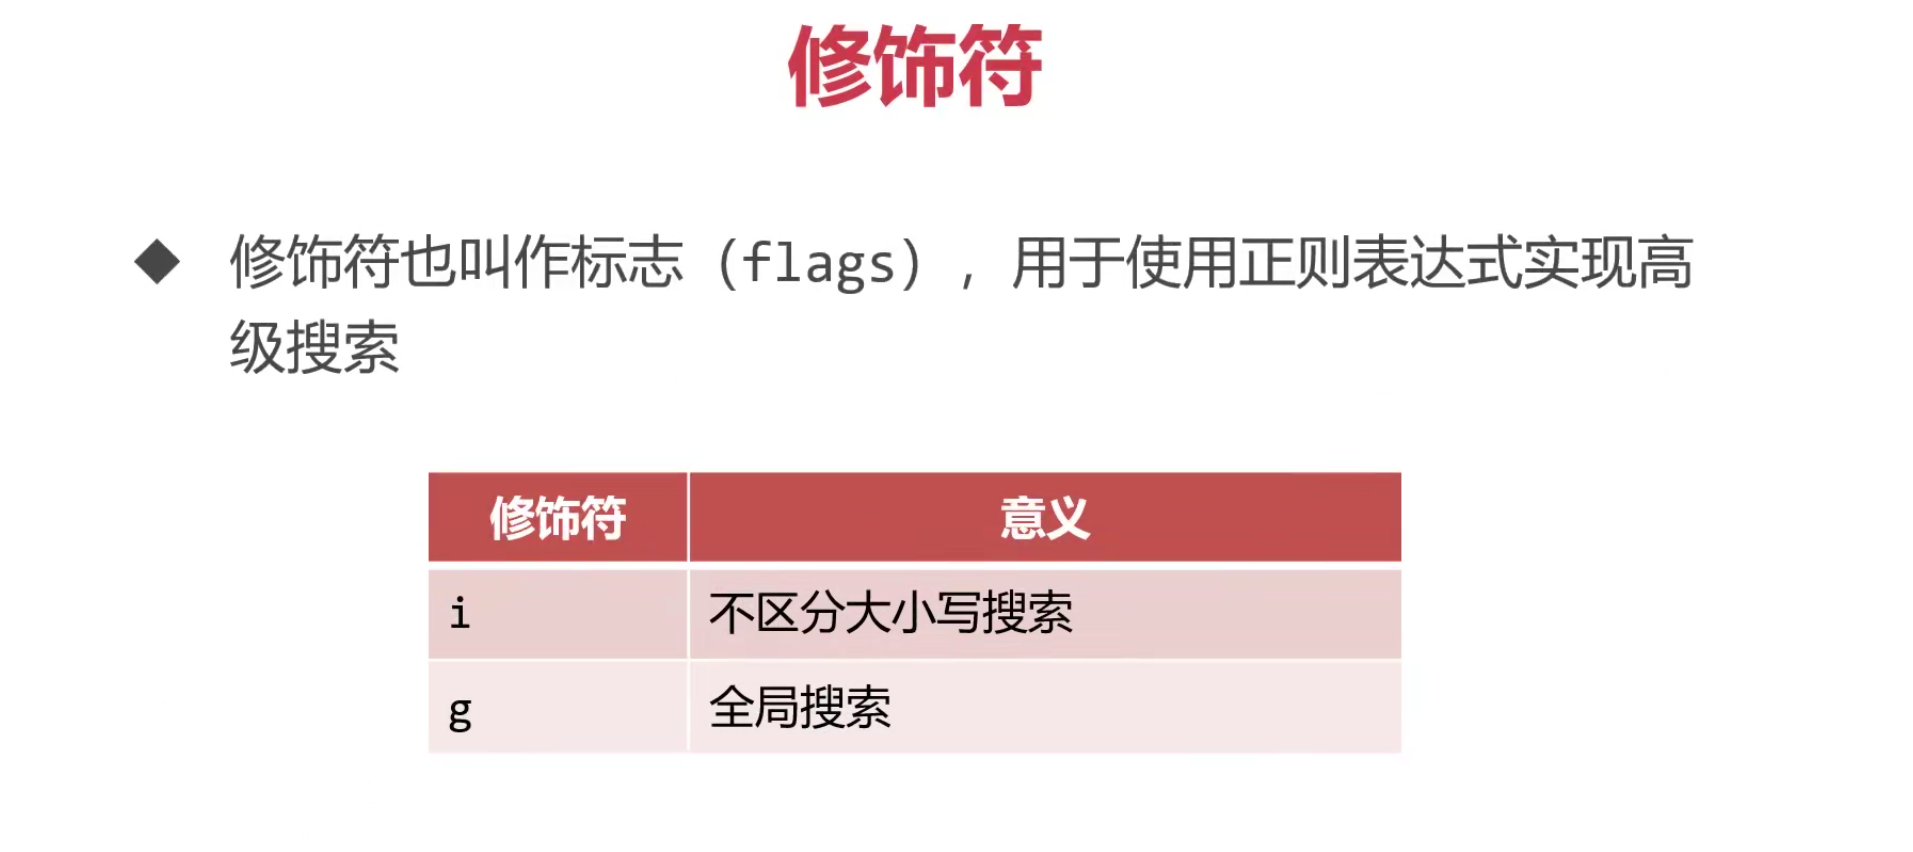 修饰符
◆ 修饰符也叫作标志（flags），用于使用正则表达式实现高
级搜索
修饰符 意义
i 不区分大小写搜索
g 全局搜索